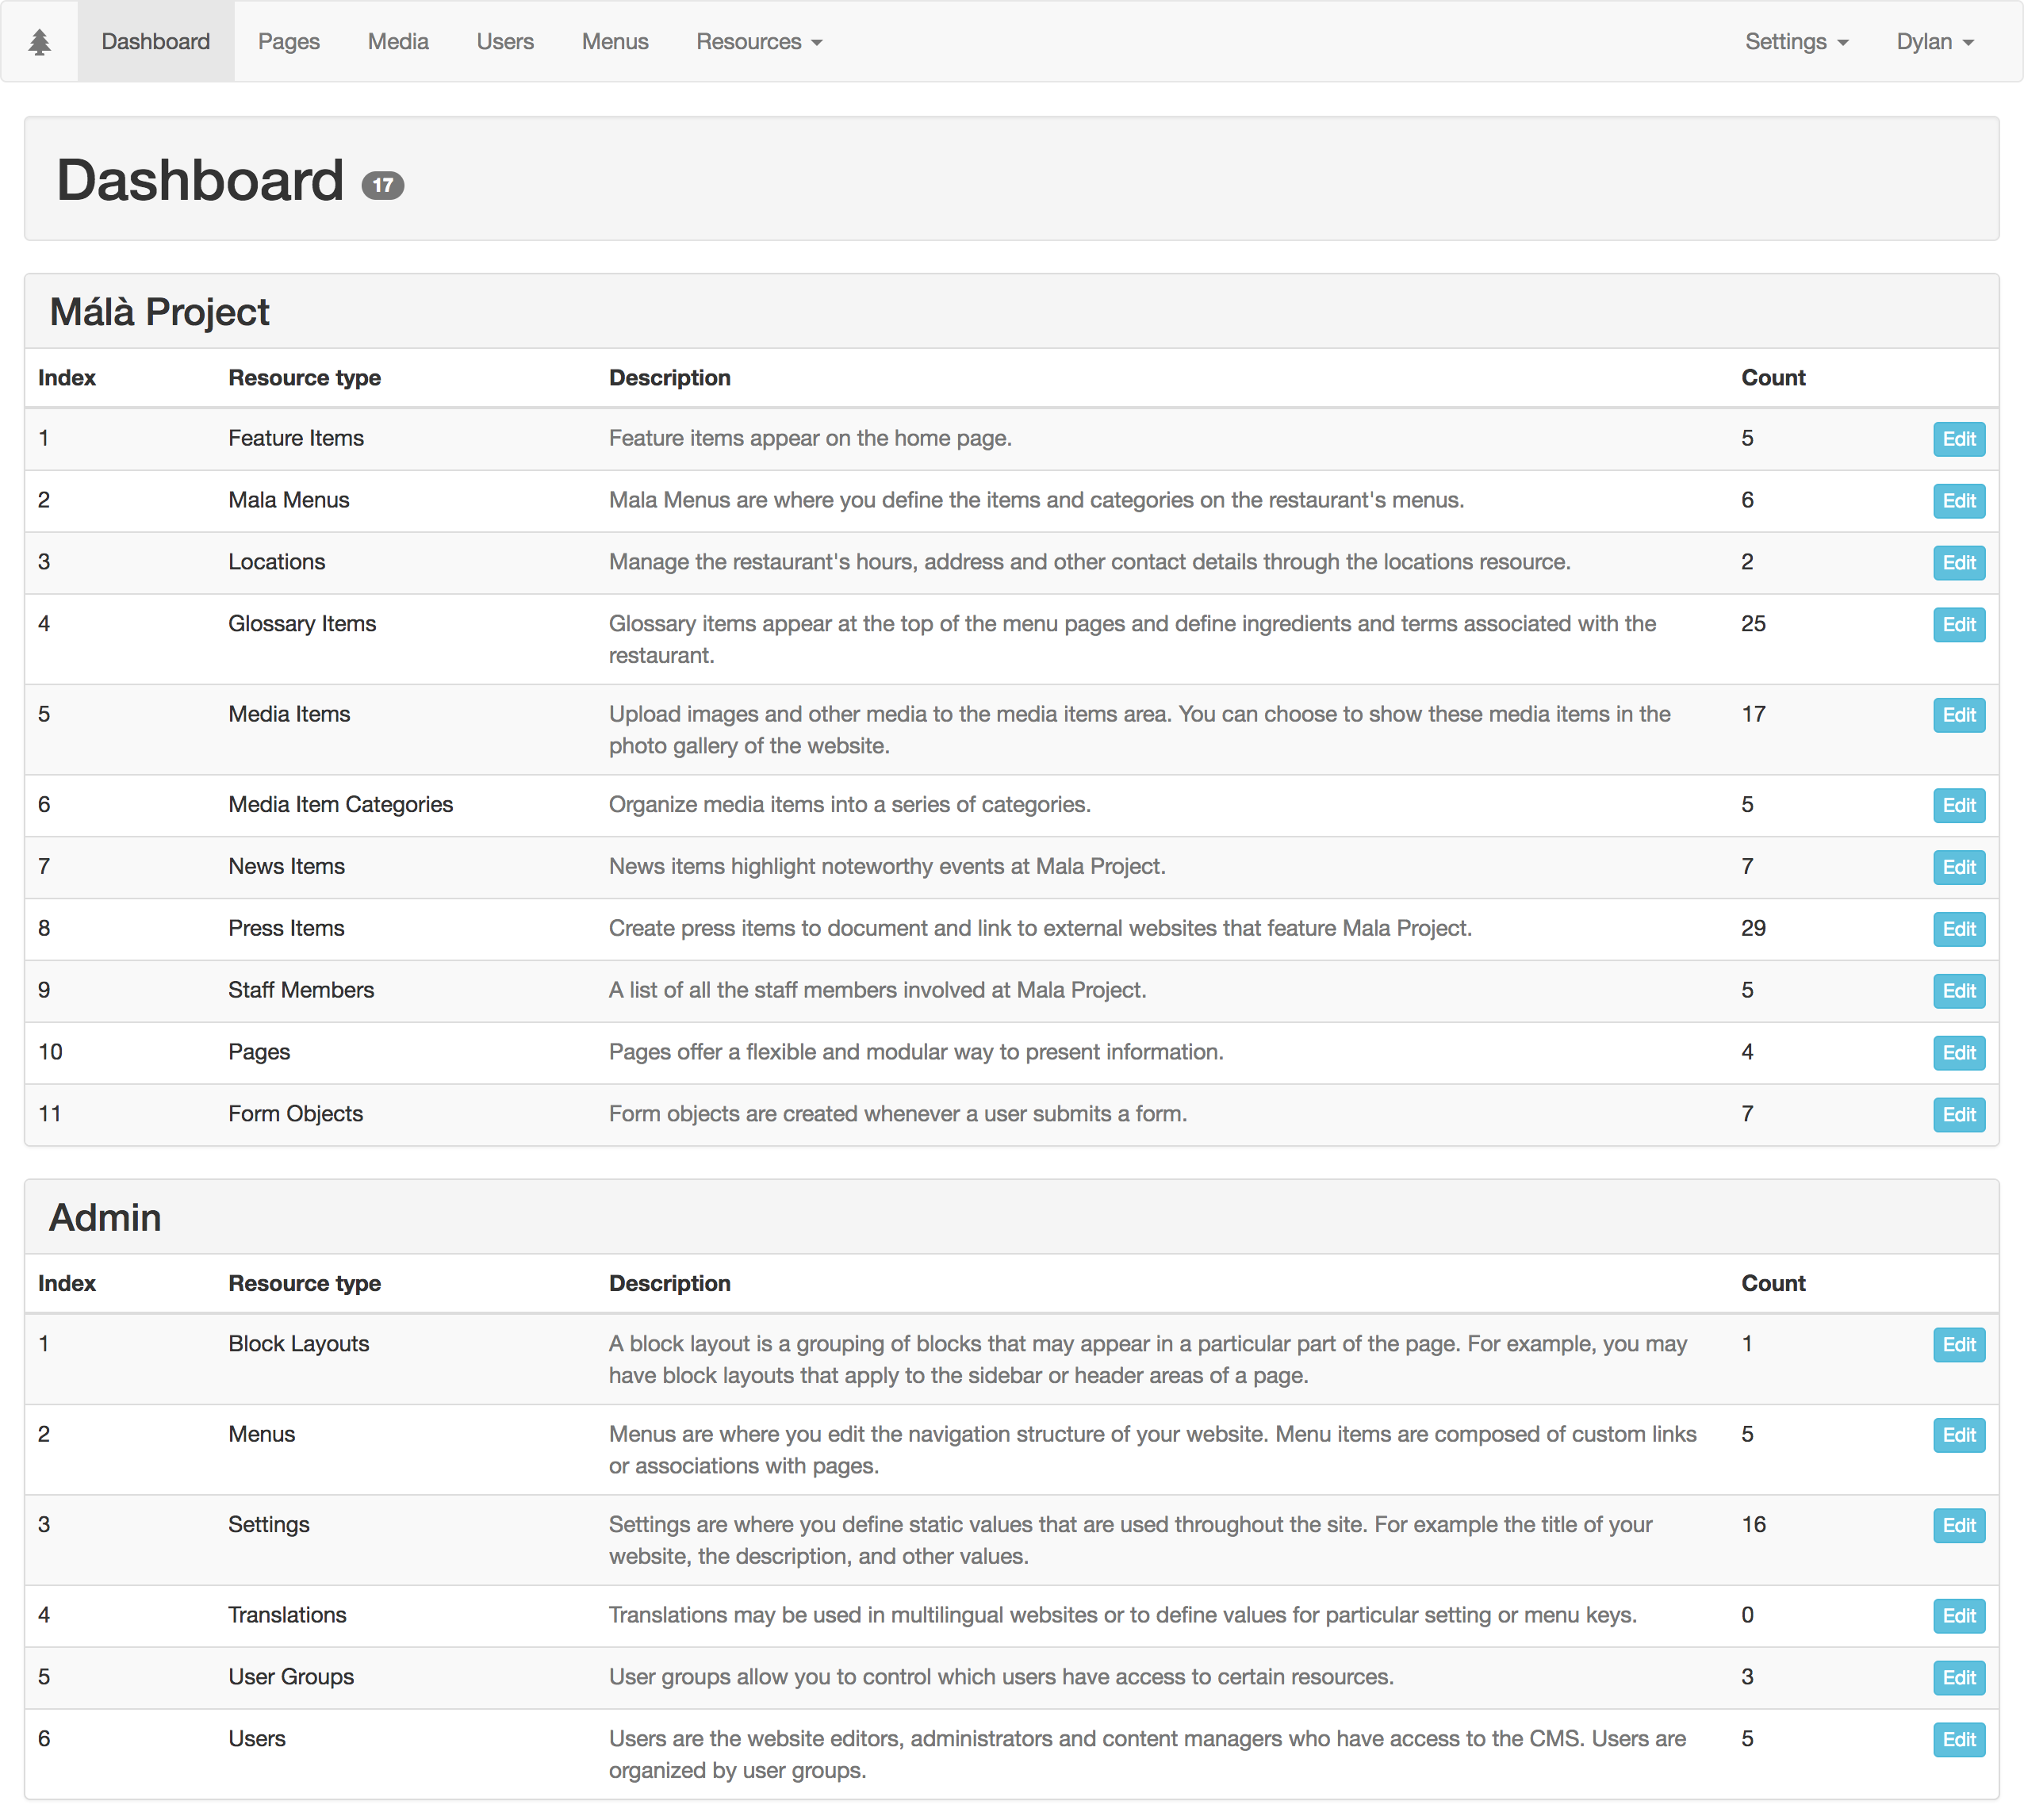 Dashboard Pages Media Users Menus Resources Settings Dylan
Dashboard 17
Málà Project
Index Resource type Description Count
1 Feature Items Feature items appear on the home page. 5 Edit
2 Mala Menus Mala Menus are where you define the items and categories on the restaurant's menus. 6 Edit
3 Locations Manage the restaurant's hours, address and other contact details through the locations resource. 2 Edit
4 Glossary Items Glossary items appear at the top of the menu pages and define ingredients and terms associated with the 25 Edit
restaurant.
5 Media Items Upload images and other media to the media items area. You can choose to show these media items in the 17 Edit
photo gallery of the website.
6 Media Item Categories Organize media items into a series of categories. 5 Edit
7 News Items News items highlight noteworthy events at Mala Project. 7 Edit
8 Press Items Create press items to document and link to external websites that feature Mala Project. 29 Edit
9 Staff Members A list of all the staff members involved at Mala Project. 5 Edit
10 Pages Pages offer a flexible and modular way to present information. 4 Edit
11 Form Objects Form objects are created whenever a user submits a form. 7 Edit
Admin
Index Resource type Description Count
1 Block Layouts A block layout is a grouping of blocks that may appear in a particular part of the page. For example, you may 1 Edit
have block layouts that apply to the sidebar or header areas of a page.
2 Menus Menus are where you edit the navigation structure of your website. Menu items are composed of custom links 5 Edit
or associations with pages.
3 Settings Settings are where you define static values that are used throughout the site. For example the title of your 16 Edit
website, the description, and other values.
4 Translations Translations may be used in multilingual websites or to define values for particular setting or menu keys. 0 Edit
5 User Groups User groups allow you to control which users have access to certain resources. 3 Edit
6 Users Users are the website editors, administrators and content managers who have access to the CMS. Users are 5 Edit
organized by user groups.